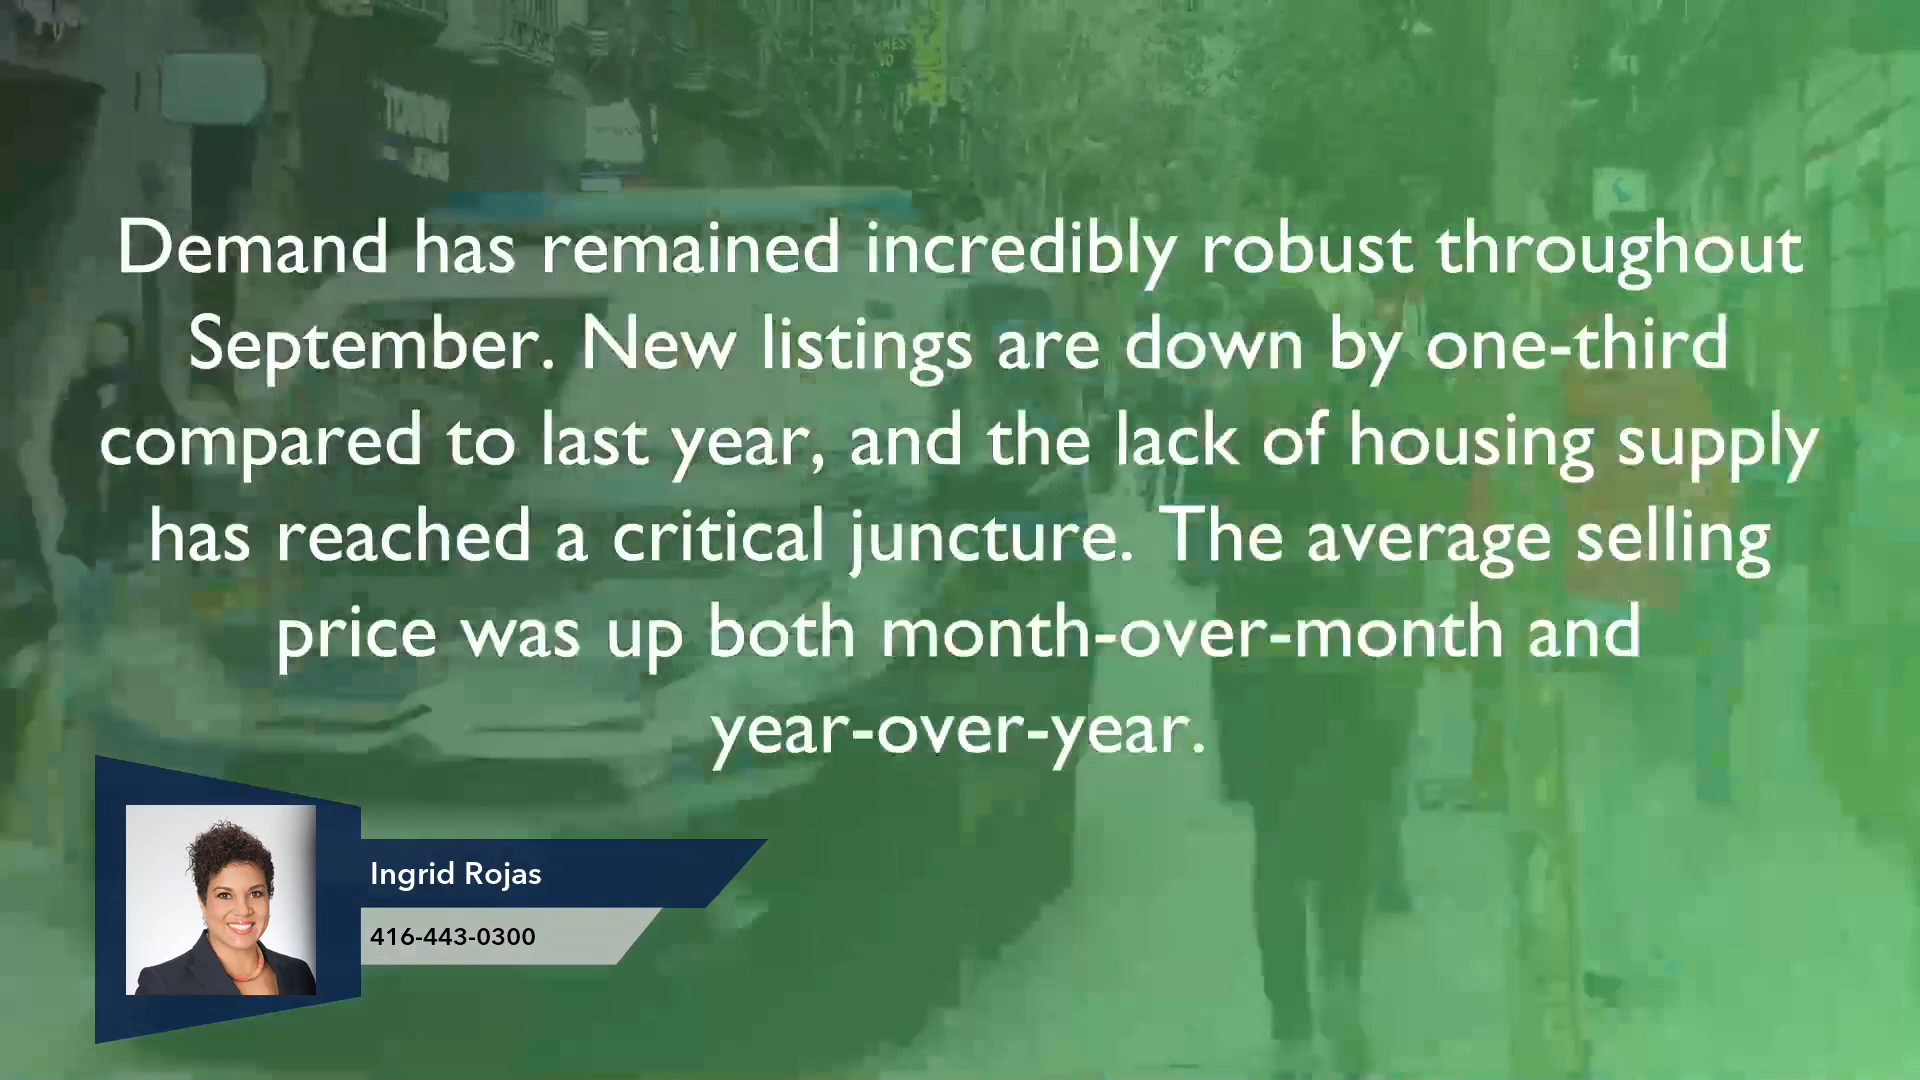 Demand has remained incredibly robust throughout
September. New listings are down by one-third
compared to last year, and the lack of housing supply
has reached a critical juncture. The average selling
price was up both month-over-month and
year-over-year.
Ingrid Rojas
416-443-0300